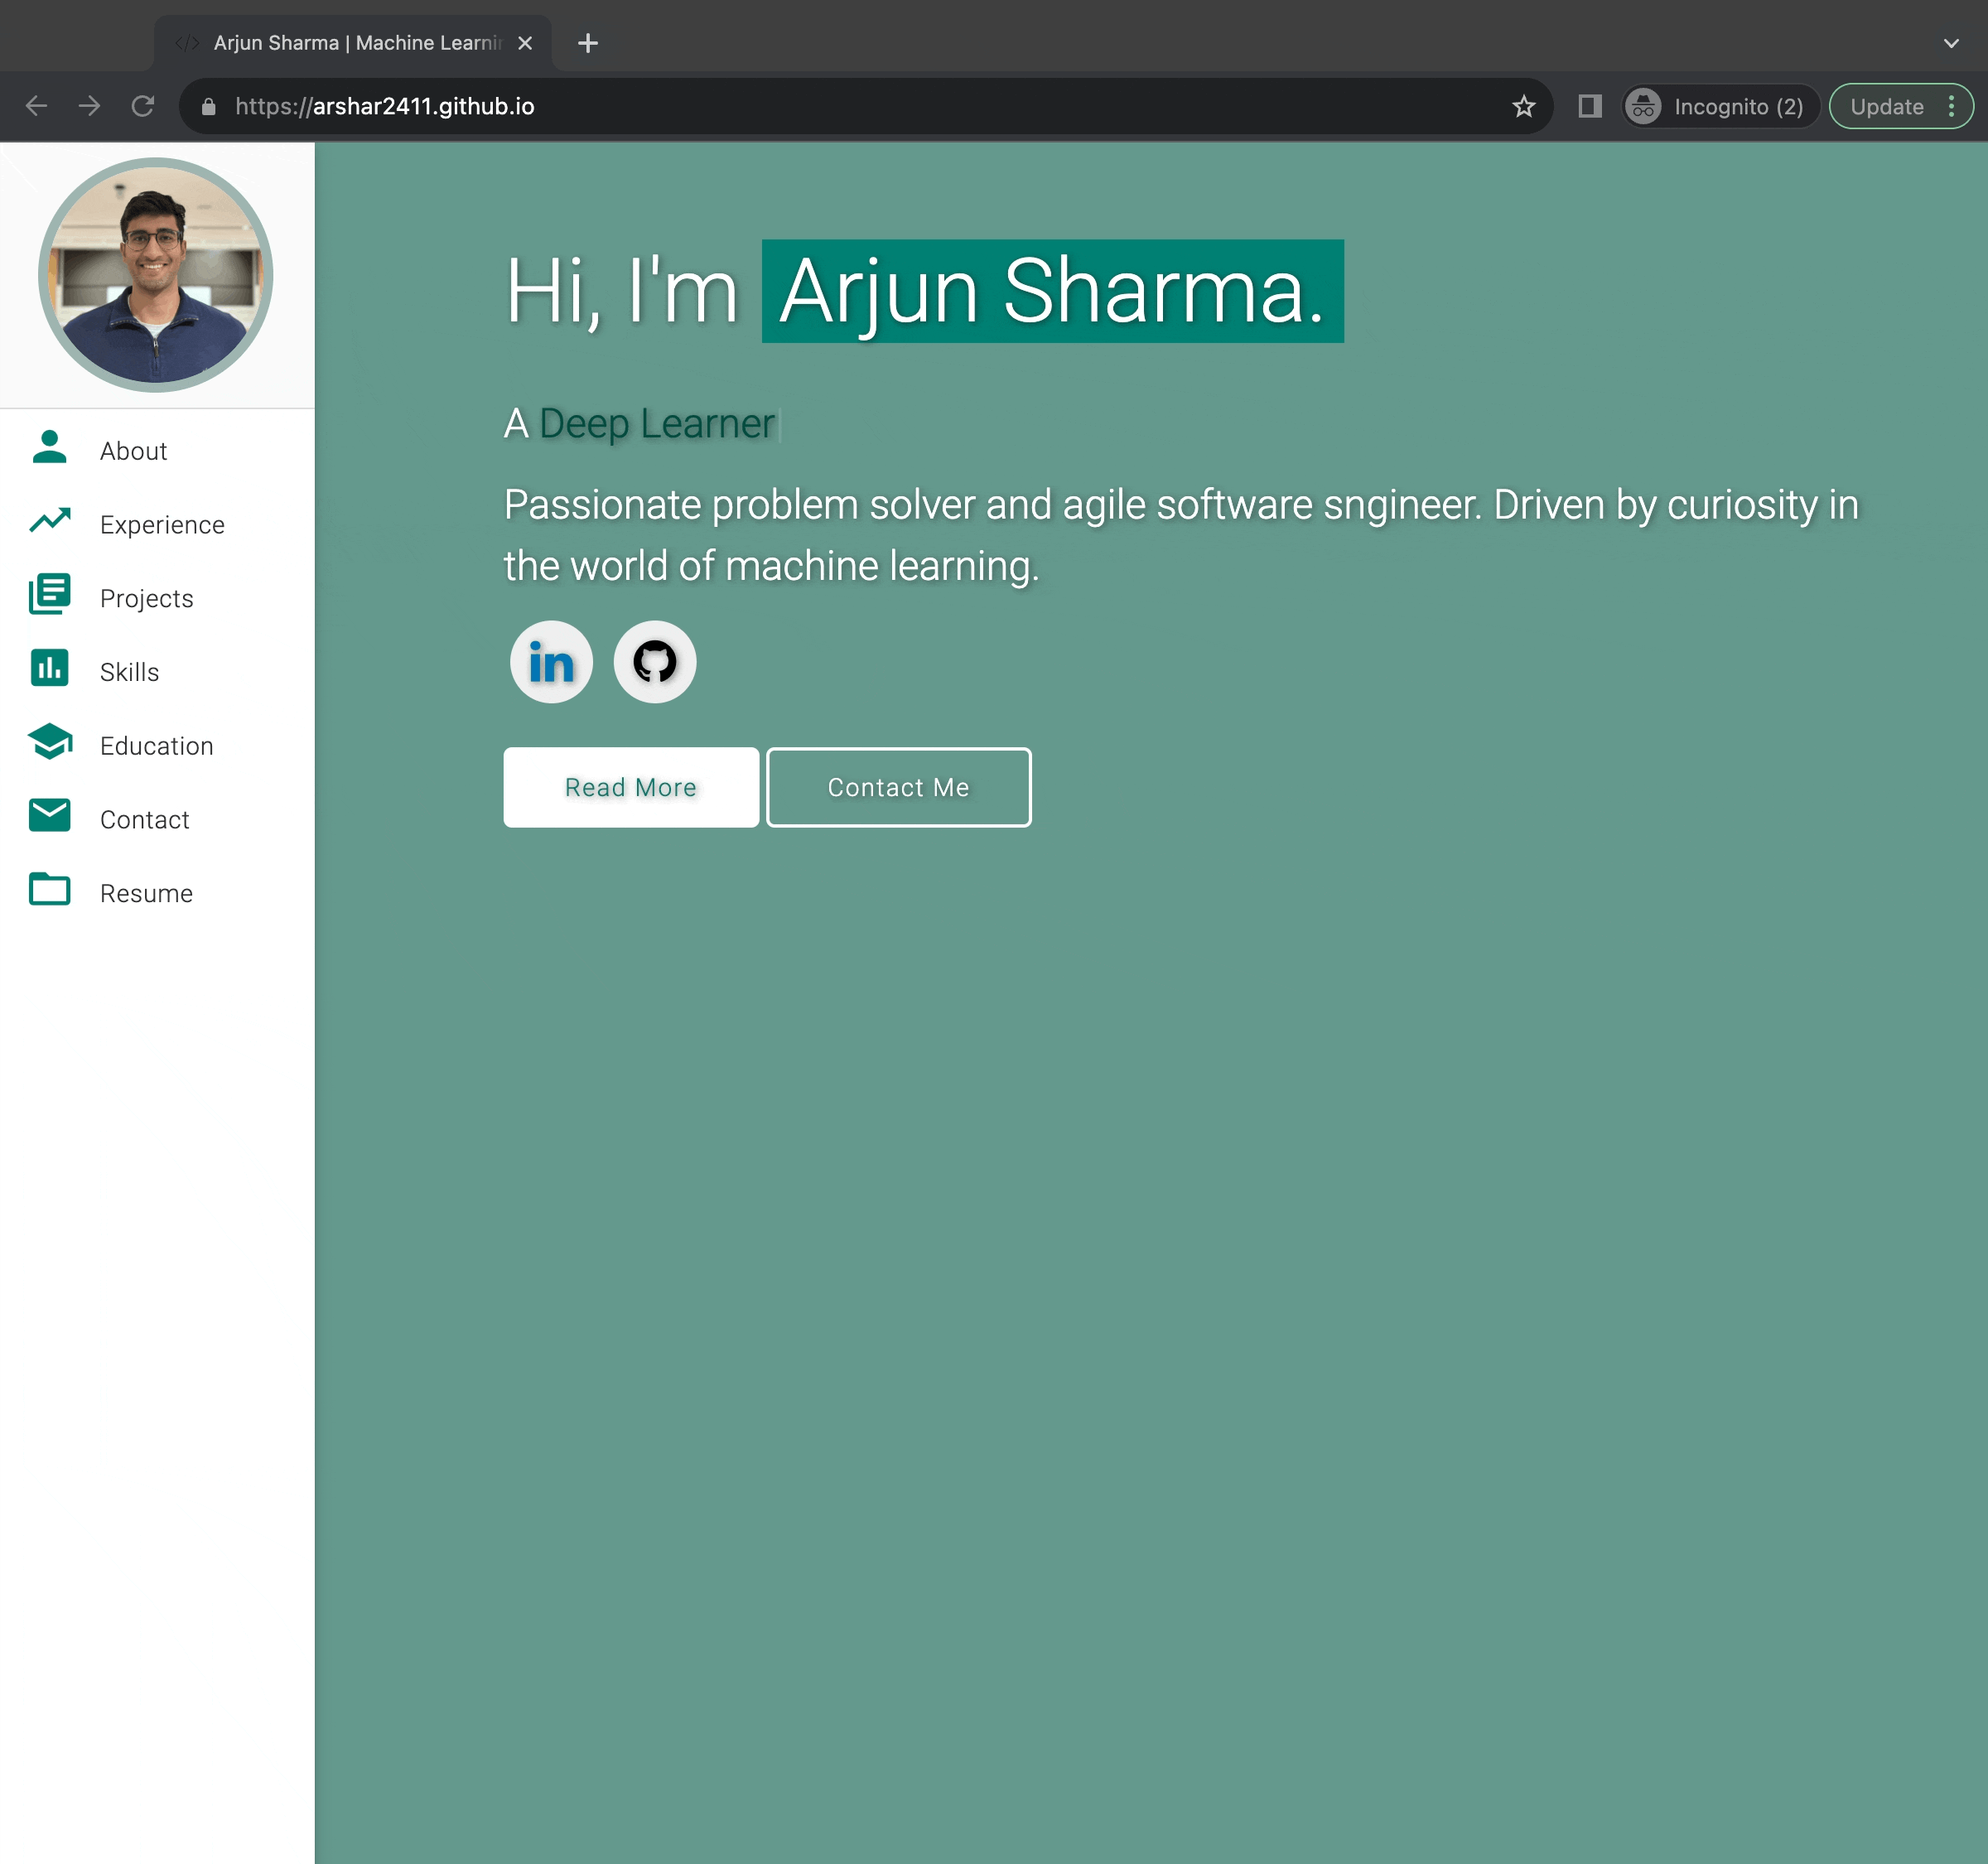 Arjun Sharma | Machine Learnin
https://arshar2411.github.io
Incognito (2)
Update
Hi, I'm Arjun Sharma.
A Deep Learner
Passionate problem solver and agile software sngineer. Driven by curiosity in
the world of machine learning.
in
Read More
Contact Me
About
Experience
Projects
Skills
Education
Contact
Resume